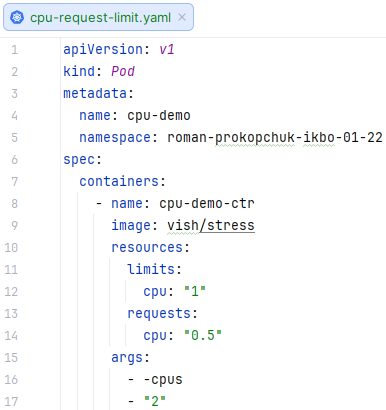 cpu-request-limit.yaml ×
1 apiVersion: v1
2 kind: Pod
3 metadata:
4   name: cpu-demo
5   namespace: roman-prokopchuk-ikbo-01-22
6 spec:
7   containers:
8     - name: cpu-demo-ctr
9       image: vish/stress
10       resources:
11         limits:
12           cpu: "1"
13         requests:
14           cpu: "0.5"
15       args:
16         - -cpus
17         - "2"